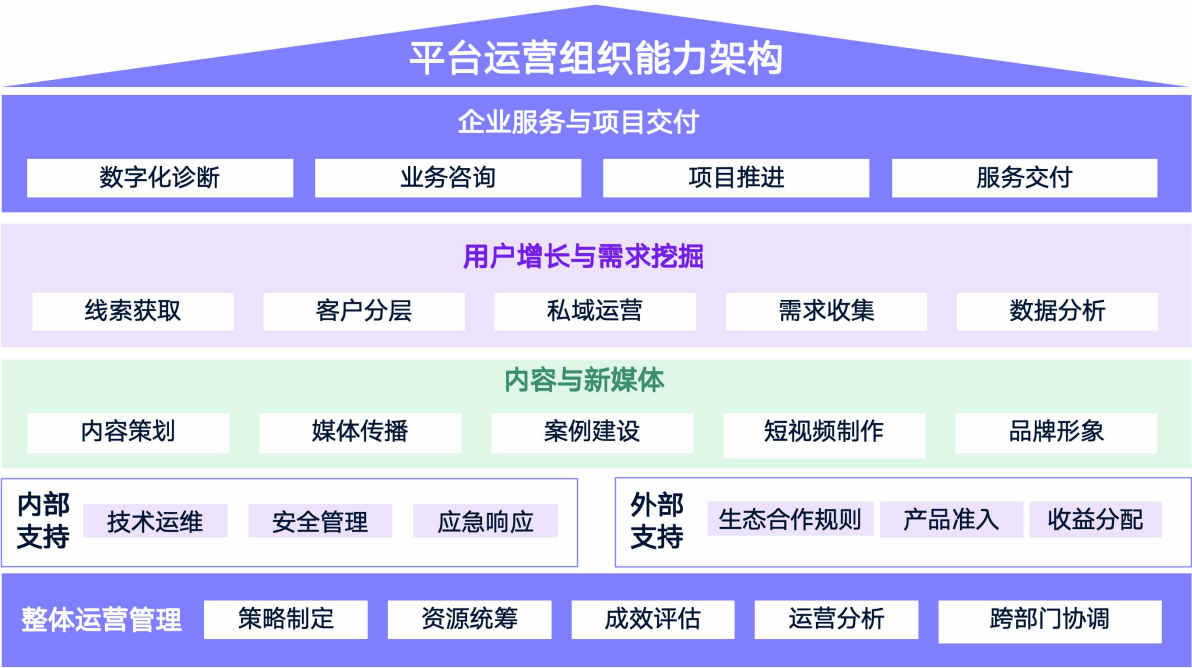 平台运营组织能力架构
企业服务与项目交付
数字化诊断 业务咨询 项目推进 服务交付
用户增长与需求挖掘
线索获取 客户分层 私域运营 需求收集 数据分析
内容与新媒体
内容策划 媒体传播 案例建设 短视频制作 品牌形象
内部
支持
技术运维 安全管理 应急响应
外部
支持
生态合作规则 产品准入 收益分配
整体运营管理 策略制定 资源统筹 成效评估 运营分析 跨部门协调